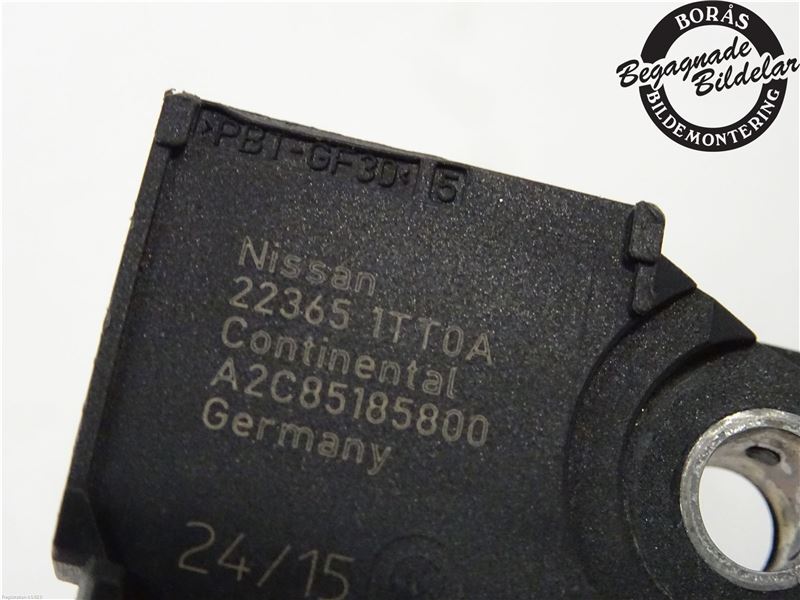 BORÅS
Begagnade
Bildelar
BILDEMONTERING
>PBT-GF30< 5
Nissan
22365 1TT0A
Continental
A2C85185800
Germany
24/15